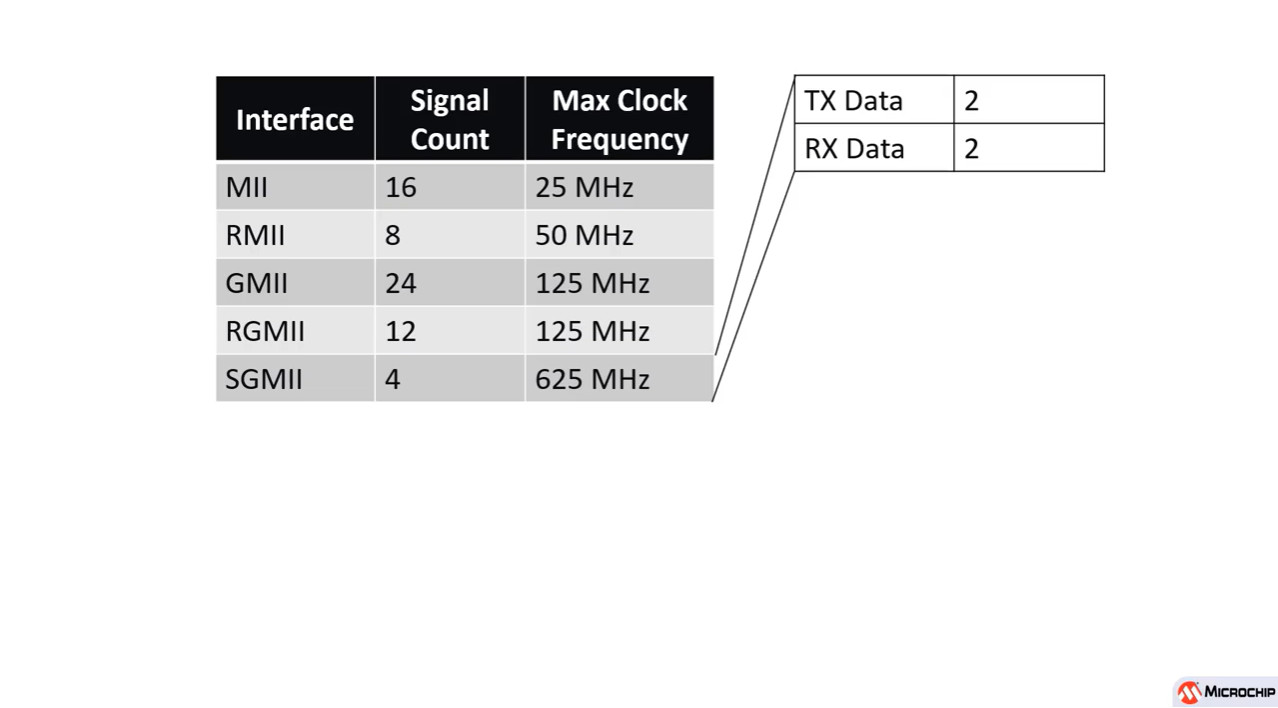 Interface Signal Count Max Clock Frequency
MII 16 25 MHz
RMII 8 50 MHz
GMII 24 125 MHz
RGMII 12 125 MHz
SGMII 4 625 MHz
TX Data 2
RX Data 2
MICROCHIP